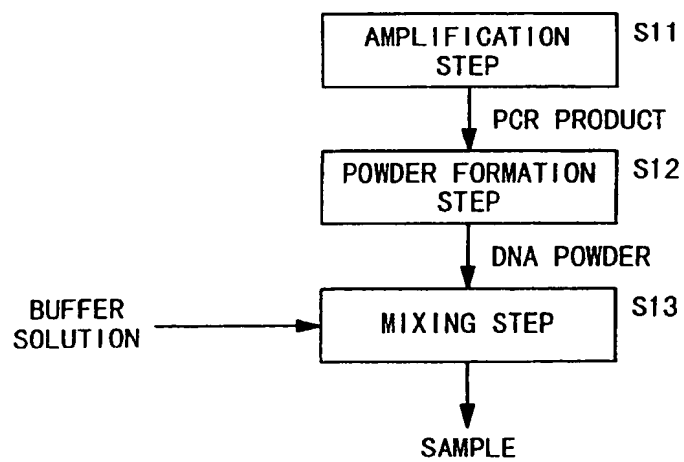 AMPLIFICATION
STEP
S11
PCR PRODUCT
POWDER FORMATION
STEP
S12
DNA POWDER
BUFFER
SOLUTION
MIXING STEP
S13
SAMPLE